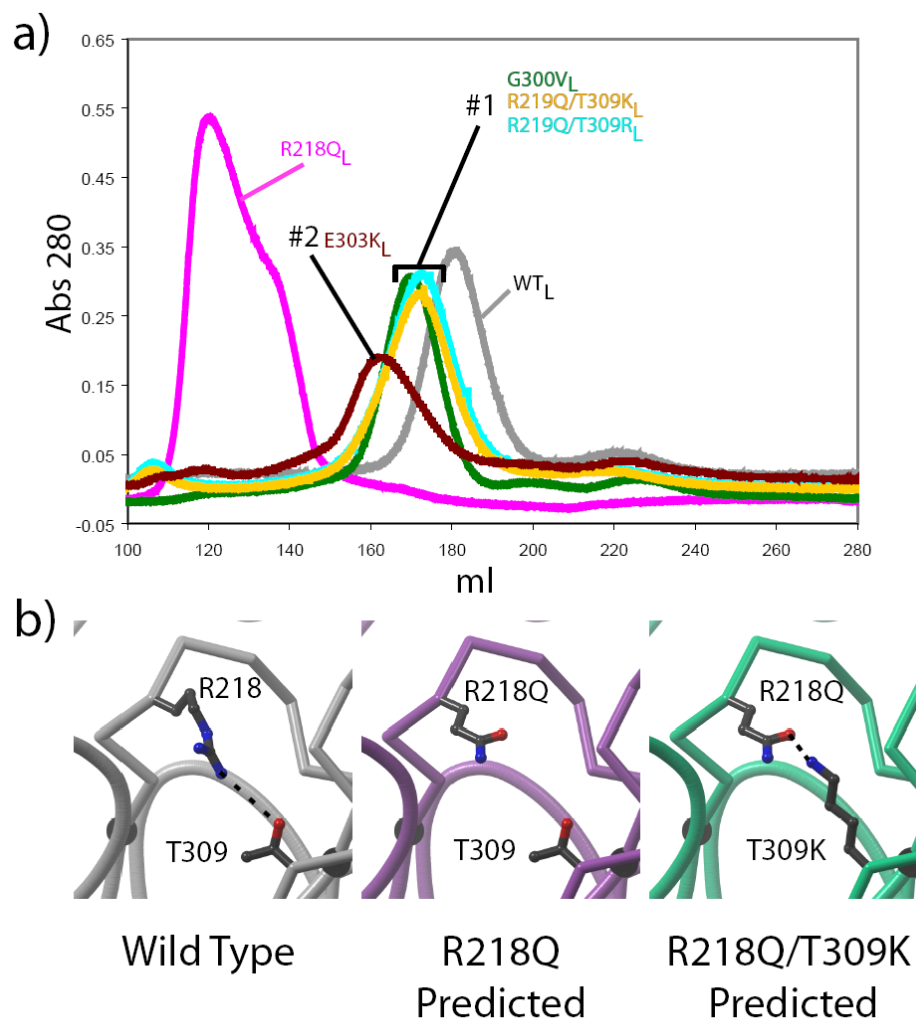 a)
0.65
0.55
0.45
0.35
0.25
0.15
0.05
-0.05
Abs 280
R218QL
#2 E303KL
#1
G300VL
R219Q/T309KL
R219Q/T309RL
WTL
100 120 140 160 180 200 220 240 260 280
ml
b)
R218
T309
R218Q
T309
R218Q
T309K
Wild Type
R218Q
Predicted
R218Q/T309K
Predicted